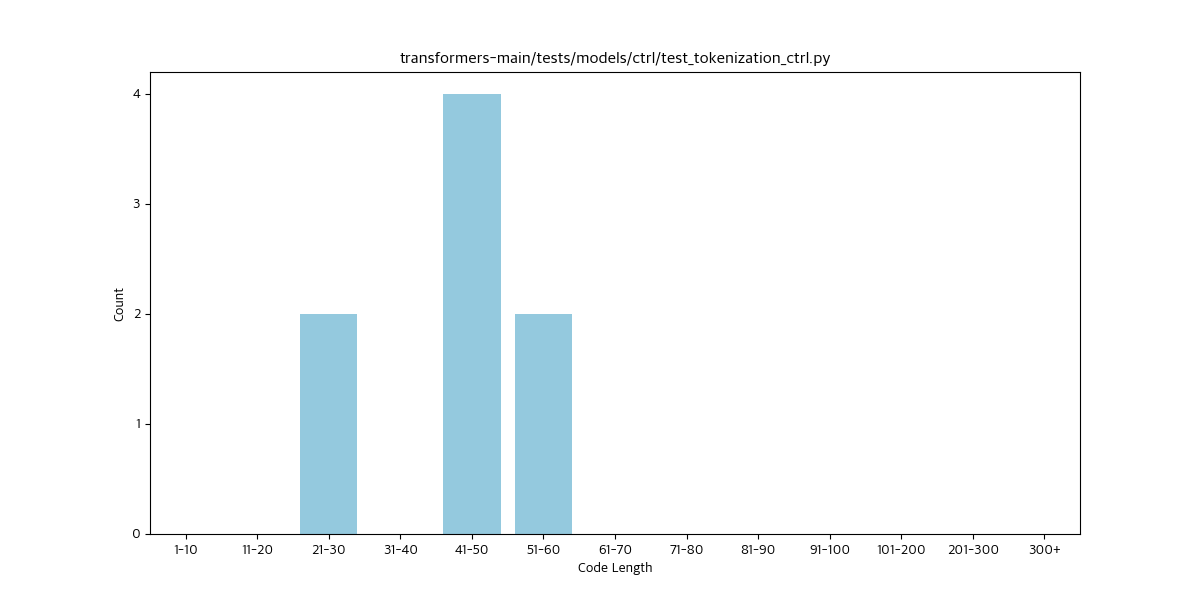 transformers-main/tests/models/ctrl/test_tokenization_ctrl.py
4
3
2
1
0
Count
1-10 11-20 21-30 31-40 41-50 51-60 61-70 71-80 81-90 91-100 101-200 201-300 300+
Code Length